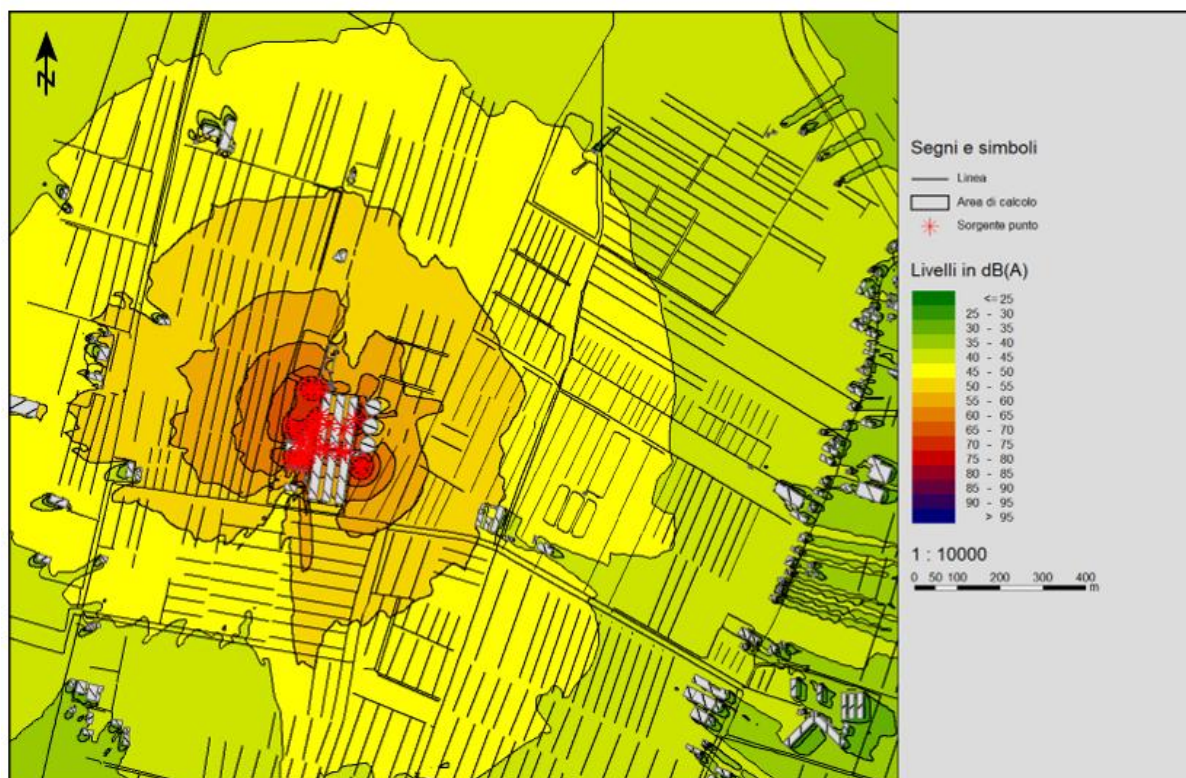 N
Segni e simboli
Linea
Area di calcolo
Sorgente punto
Livelli in dB(A)
<= 25
25 - 30
30 - 35
35 - 40
40 - 45
45 - 50
50 - 55
55 - 60
60 - 65
65 - 70
70 - 75
75 - 80
80 - 85
85 - 90
90 - 95
> 95
1 : 10000
0 50 100 200 300 400
m